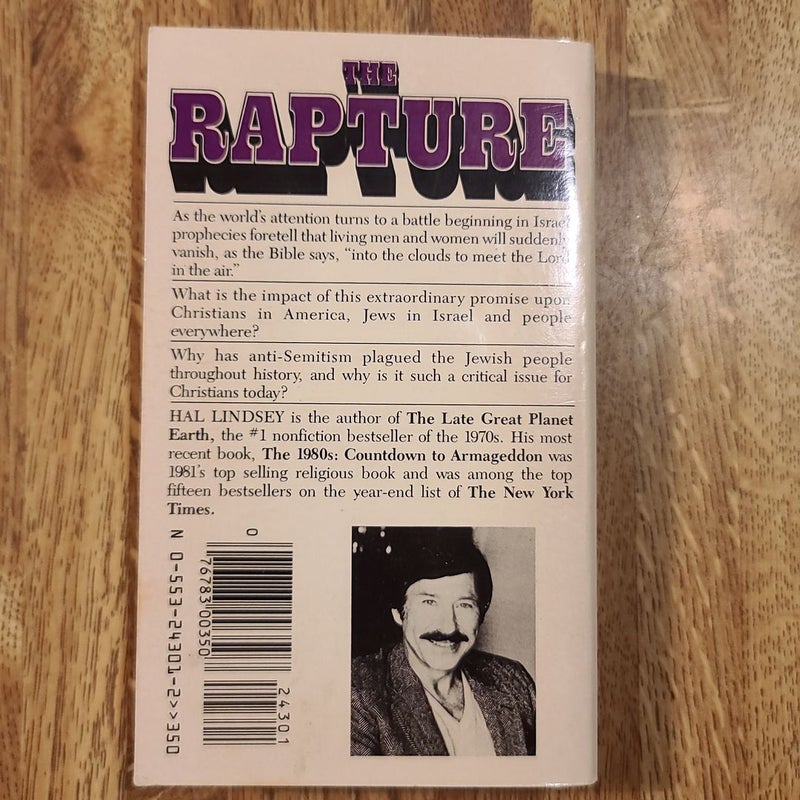 THE
RAPTURE
As the world's attention turns to a battle beginning in Israel
prophecies foretell that living men and women will suddenly
vanish, as the Bible says, “into the clouds to meet the Lord
in the air.”
What is the impact of this extraordinary promise upon
Christians in America, Jews in Israel and people
everywhere?
Why has anti-Semitism plagued the Jewish people
throughout history, and why is it such a critical issue for
Christians today?
HAL LINDSEY is the author of The Late Great Planet
Earth, the #1 nonfiction bestseller of the 1970s. His most
recent book, The 1980s: Countdown to Armageddon was
1981's top selling religious book and was among the top
fifteen bestsellers on the year-end list of The New York
Times.
N 0-553-24301-2>>350
0
76783 00350
24301